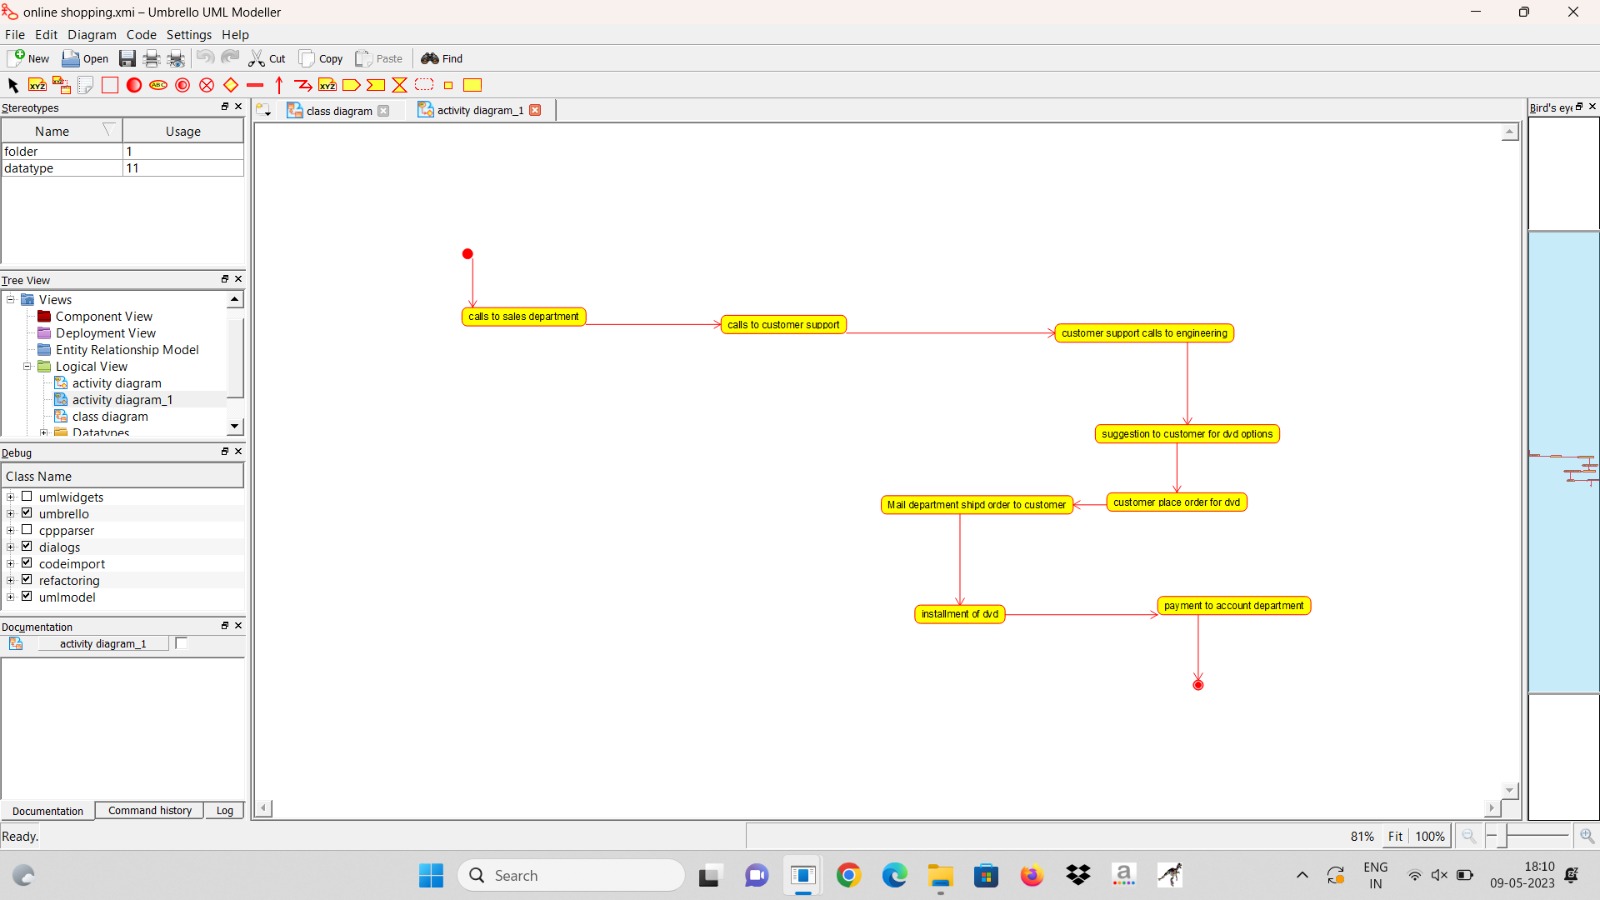 online shopping.xmi – Umbrello UML Modeller
File Edit Diagram Code Settings Help
New Open Cut Copy Paste Find
XYZ ABC XYZ
Stereotypes
Name Usage
folder 1
datatype 11
Tree View
Views
Component View
Deployment View
Entity Relationship Model
Logical View
activity diagram
activity diagram_1
class diagram
Datatypes
Debug
Class Name
umlwidgets
umbrello
cppparser
dialogs
codeimport
refactoring
umlmodel
Documentation
activity diagram_1
Documentation Command history Log
class diagram activity diagram_1
calls to sales department
calls to customer support
customer support calls to engineering
suggestion to customer for dvd options
customer place order for dvd
Mail department shipd order to customer
installment of dvd
payment to account department
Bird's eye
Ready.
81% Fit 100%
Search
a
ENG
IN
18:10
09-05-2023